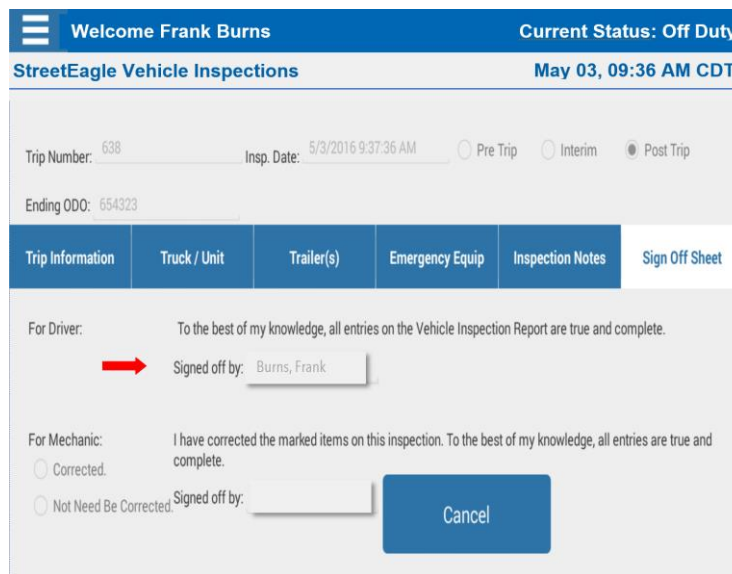 Welcome Frank Burns Current Status: Off Duty
StreetEagle Vehicle Inspections May 03, 09:36 AM CDT
Trip Number: 638 Insp. Date: 5/3/2016 9:37:36 AM Pre Trip Interim Post Trip
Ending ODO: 654323
Trip Information Truck / Unit Trailer(s) Emergency Equip Inspection Notes Sign Off Sheet
For Driver: To the best of my knowledge, all entries on the Vehicle Inspection Report are true and complete.
Signed off by: Burns, Frank
For Mechanic: I have corrected the marked items on this inspection. To the best of my knowledge, all entries are true and
complete.
Corrected.
Not Need Be Corrected. Signed off by:
Cancel